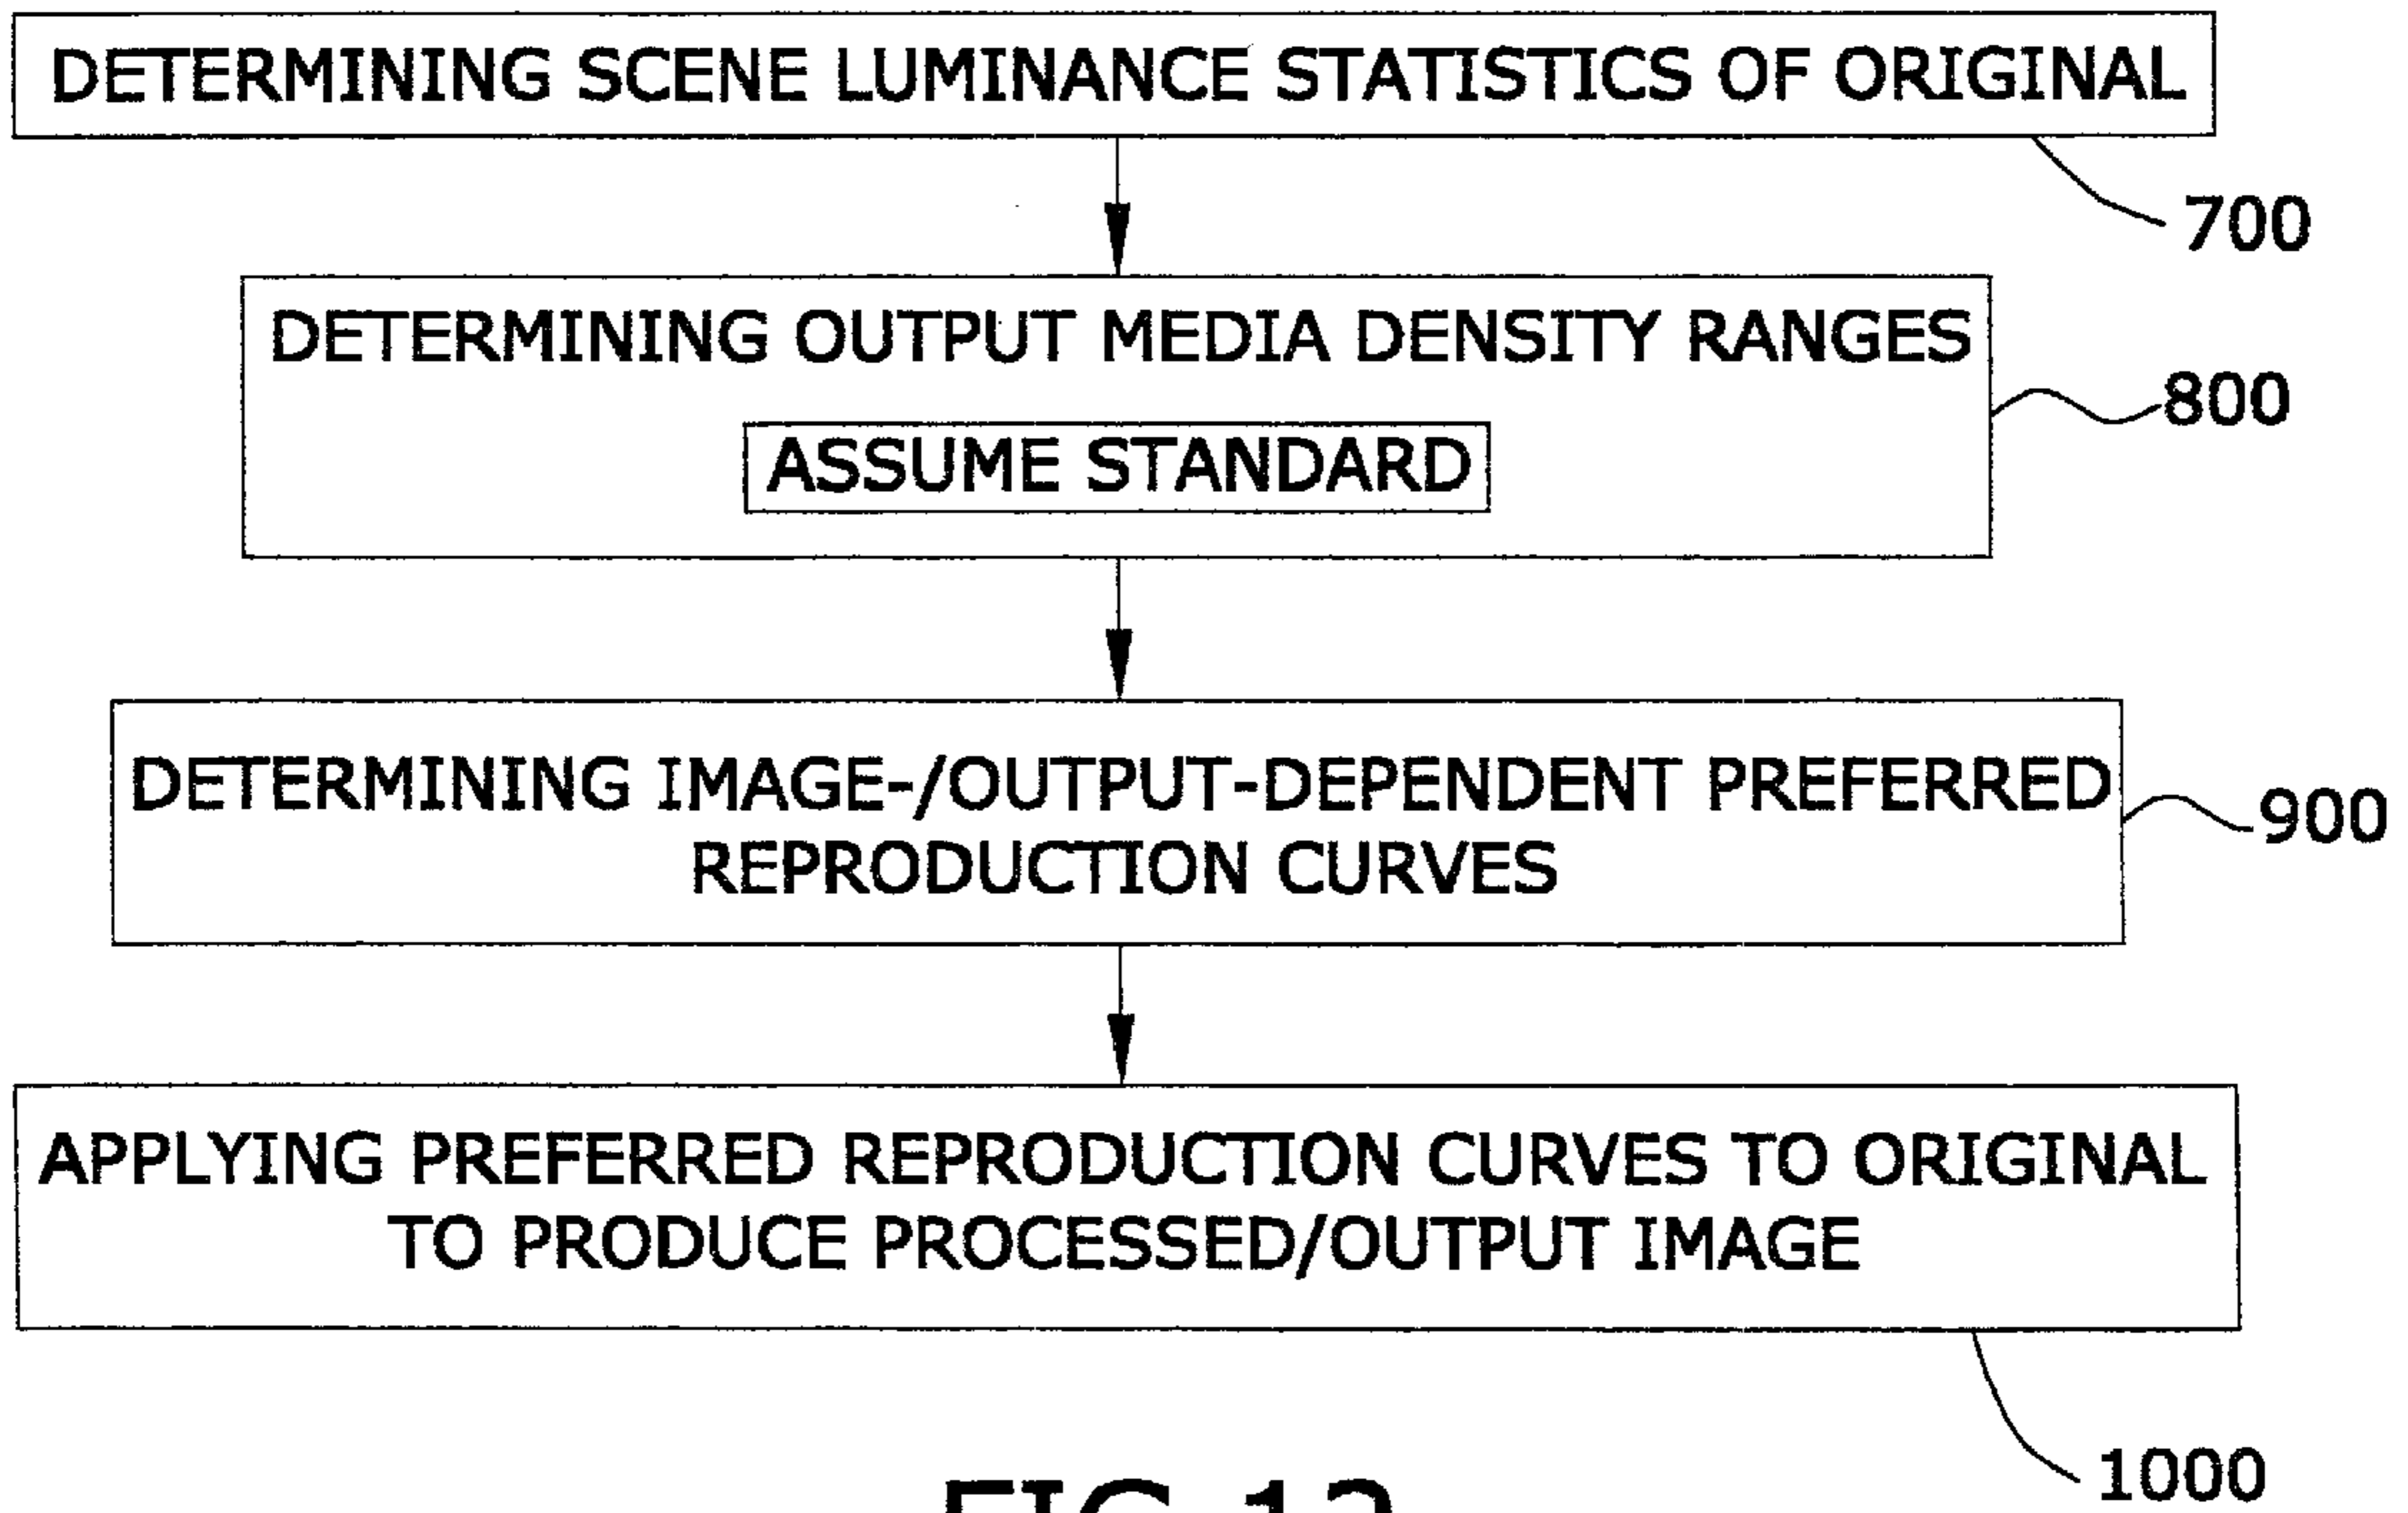 DETERMINING SCENE LUMINANCE STATISTICS OF ORIGINAL
700
DETERMINING OUTPUT MEDIA DENSITY RANGES
800
ASSUME STANDARD
DETERMINING IMAGE-/OUTPUT-DEPENDENT PREFERRED
900
REPRODUCTION CURVES
APPLYING PREFERRED REPRODUCTION CURVES TO ORIGINAL
TO PRODUCE PROCESSED/OUTPUT IMAGE
1000